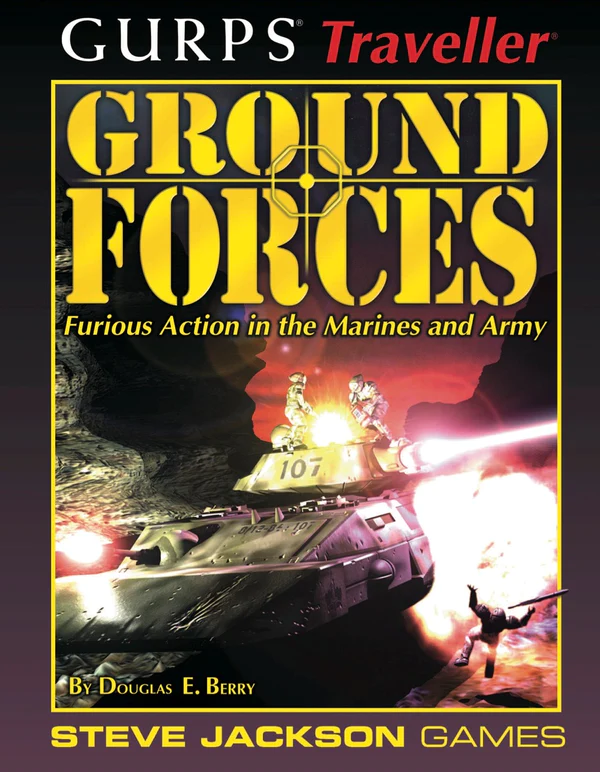 GURPS® Traveller®
GROUND
FORCES
Furious Action in the Marines and Army
107
By Douglas E. Berry
STEVE JACKSON GAMES